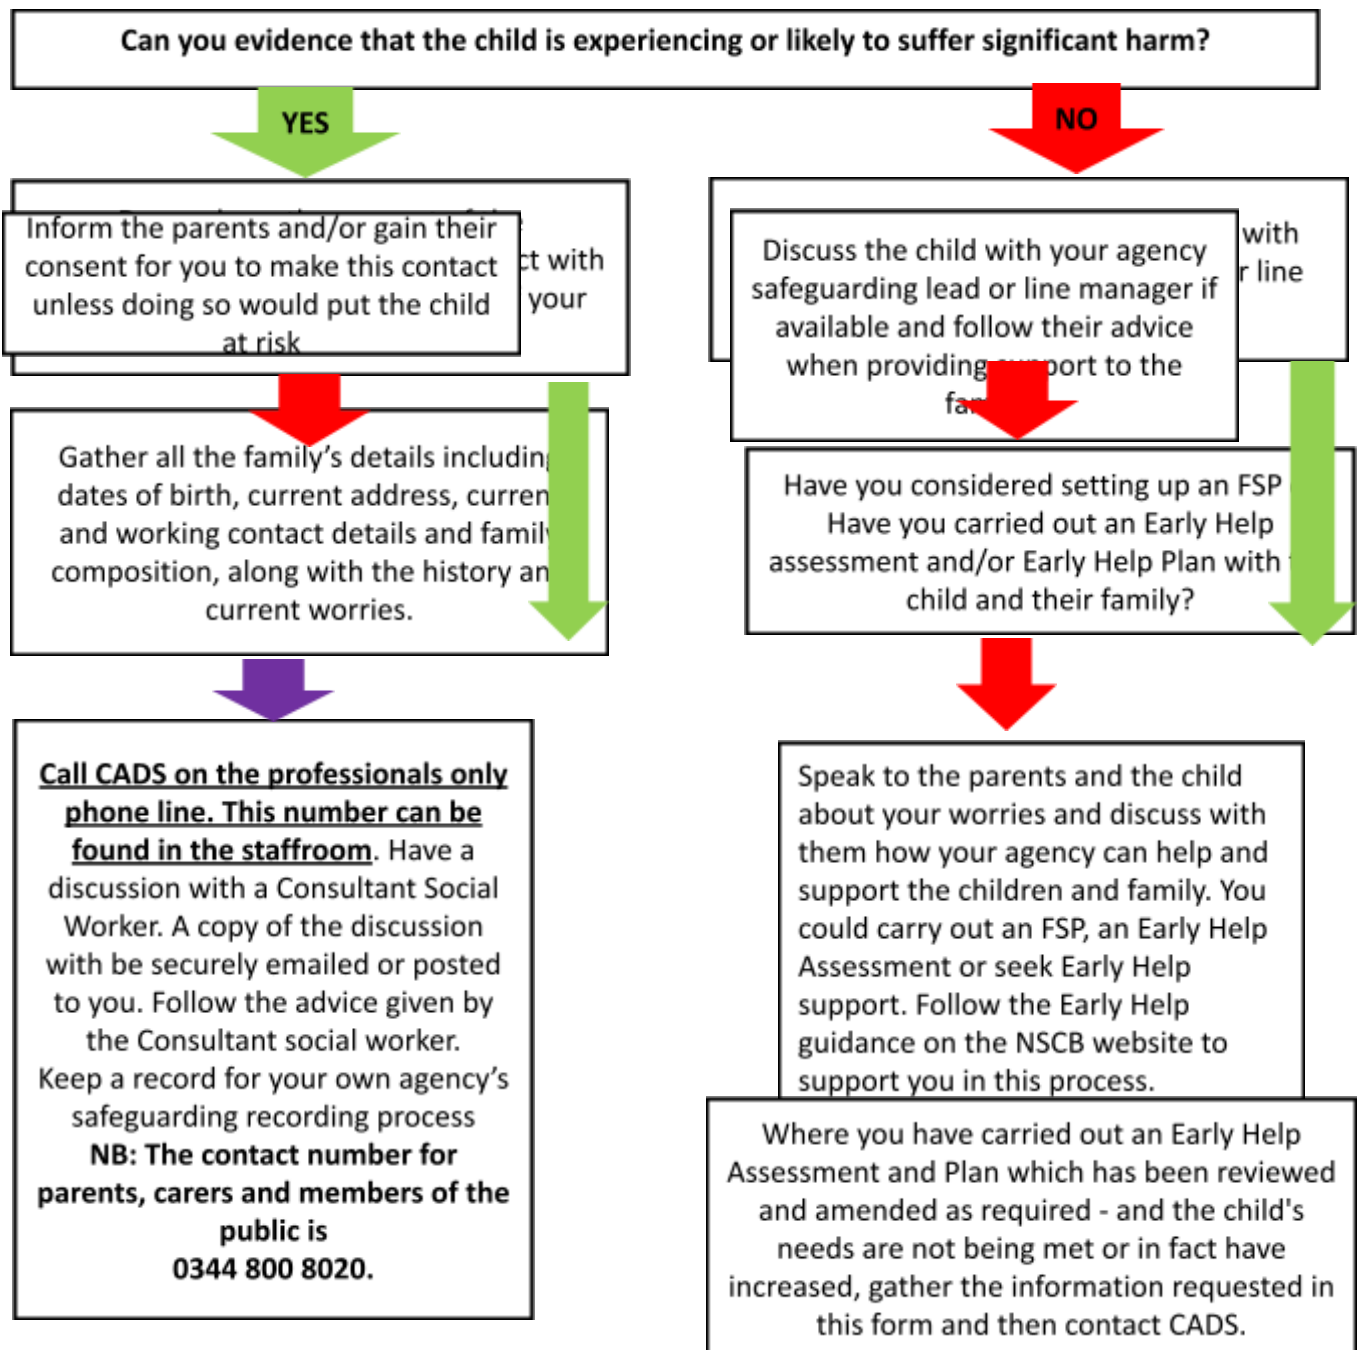 Can you evidence that the child is experiencing or likely to suffer significant harm?
YES
NO
ct with
your
Inform the parents and/or gain their
consent for you to make this contact
unless doing so would put the child
at risk
Gather all the family's details including
dates of birth, current address, curren
and working contact details and family
composition, along with the history an
current worries.
Call CADS on the professionals only
phone line. This number can be
found in the staffroom. Have a
discussion with a Consultant Social
Worker. A copy of the discussion
with be securely emailed or posted
to you. Follow the advice given by
the Consultant social worker.
Keep a record for your own agency's
safeguarding recording process
NB: The contact number for
parents, carers and members of the
public is
0344 800 8020.
with
line
Discuss the child with your agency
safeguarding lead or line manager if
available and follow their advice
when providing support to the
Have you considered setting up an FSP
Have you carried out an Early Help
assessment and/or Early Help Plan with
child and their family?
Speak to the parents and the child
about your worries and discuss with
them how your agency can help and
support the children and family. You
could carry out an FSP, an Early Help
Assessment or seek Early Help
support. Follow the Early Help
guidance on the NSCB website to
support you in this process.
Where you have carried out an Early Help
Assessment and Plan which has been reviewed
and amended as required - and the child's
needs are not being met or in fact have
increased, gather the information requested in
this form and then contact CADS.